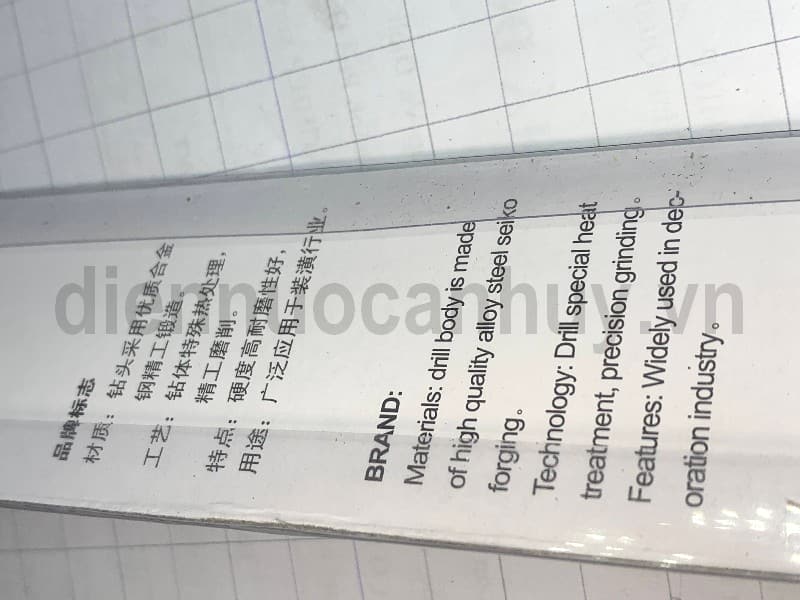 品牌标志
材质：钻头采用优质合金
钢精工锻造。
工艺：钻体特殊热处理，
精工磨削。
特点：硬度高耐磨性好，
用途：广泛应用于装潢行业。
BRAND:
Materials: drill body is made
of high quality alloy steel seiko
forging。
Technology: Drill special heat
treatment, precision grinding。
Features: Widely used in dec-
oration industry。
diennuocanhuy.vn